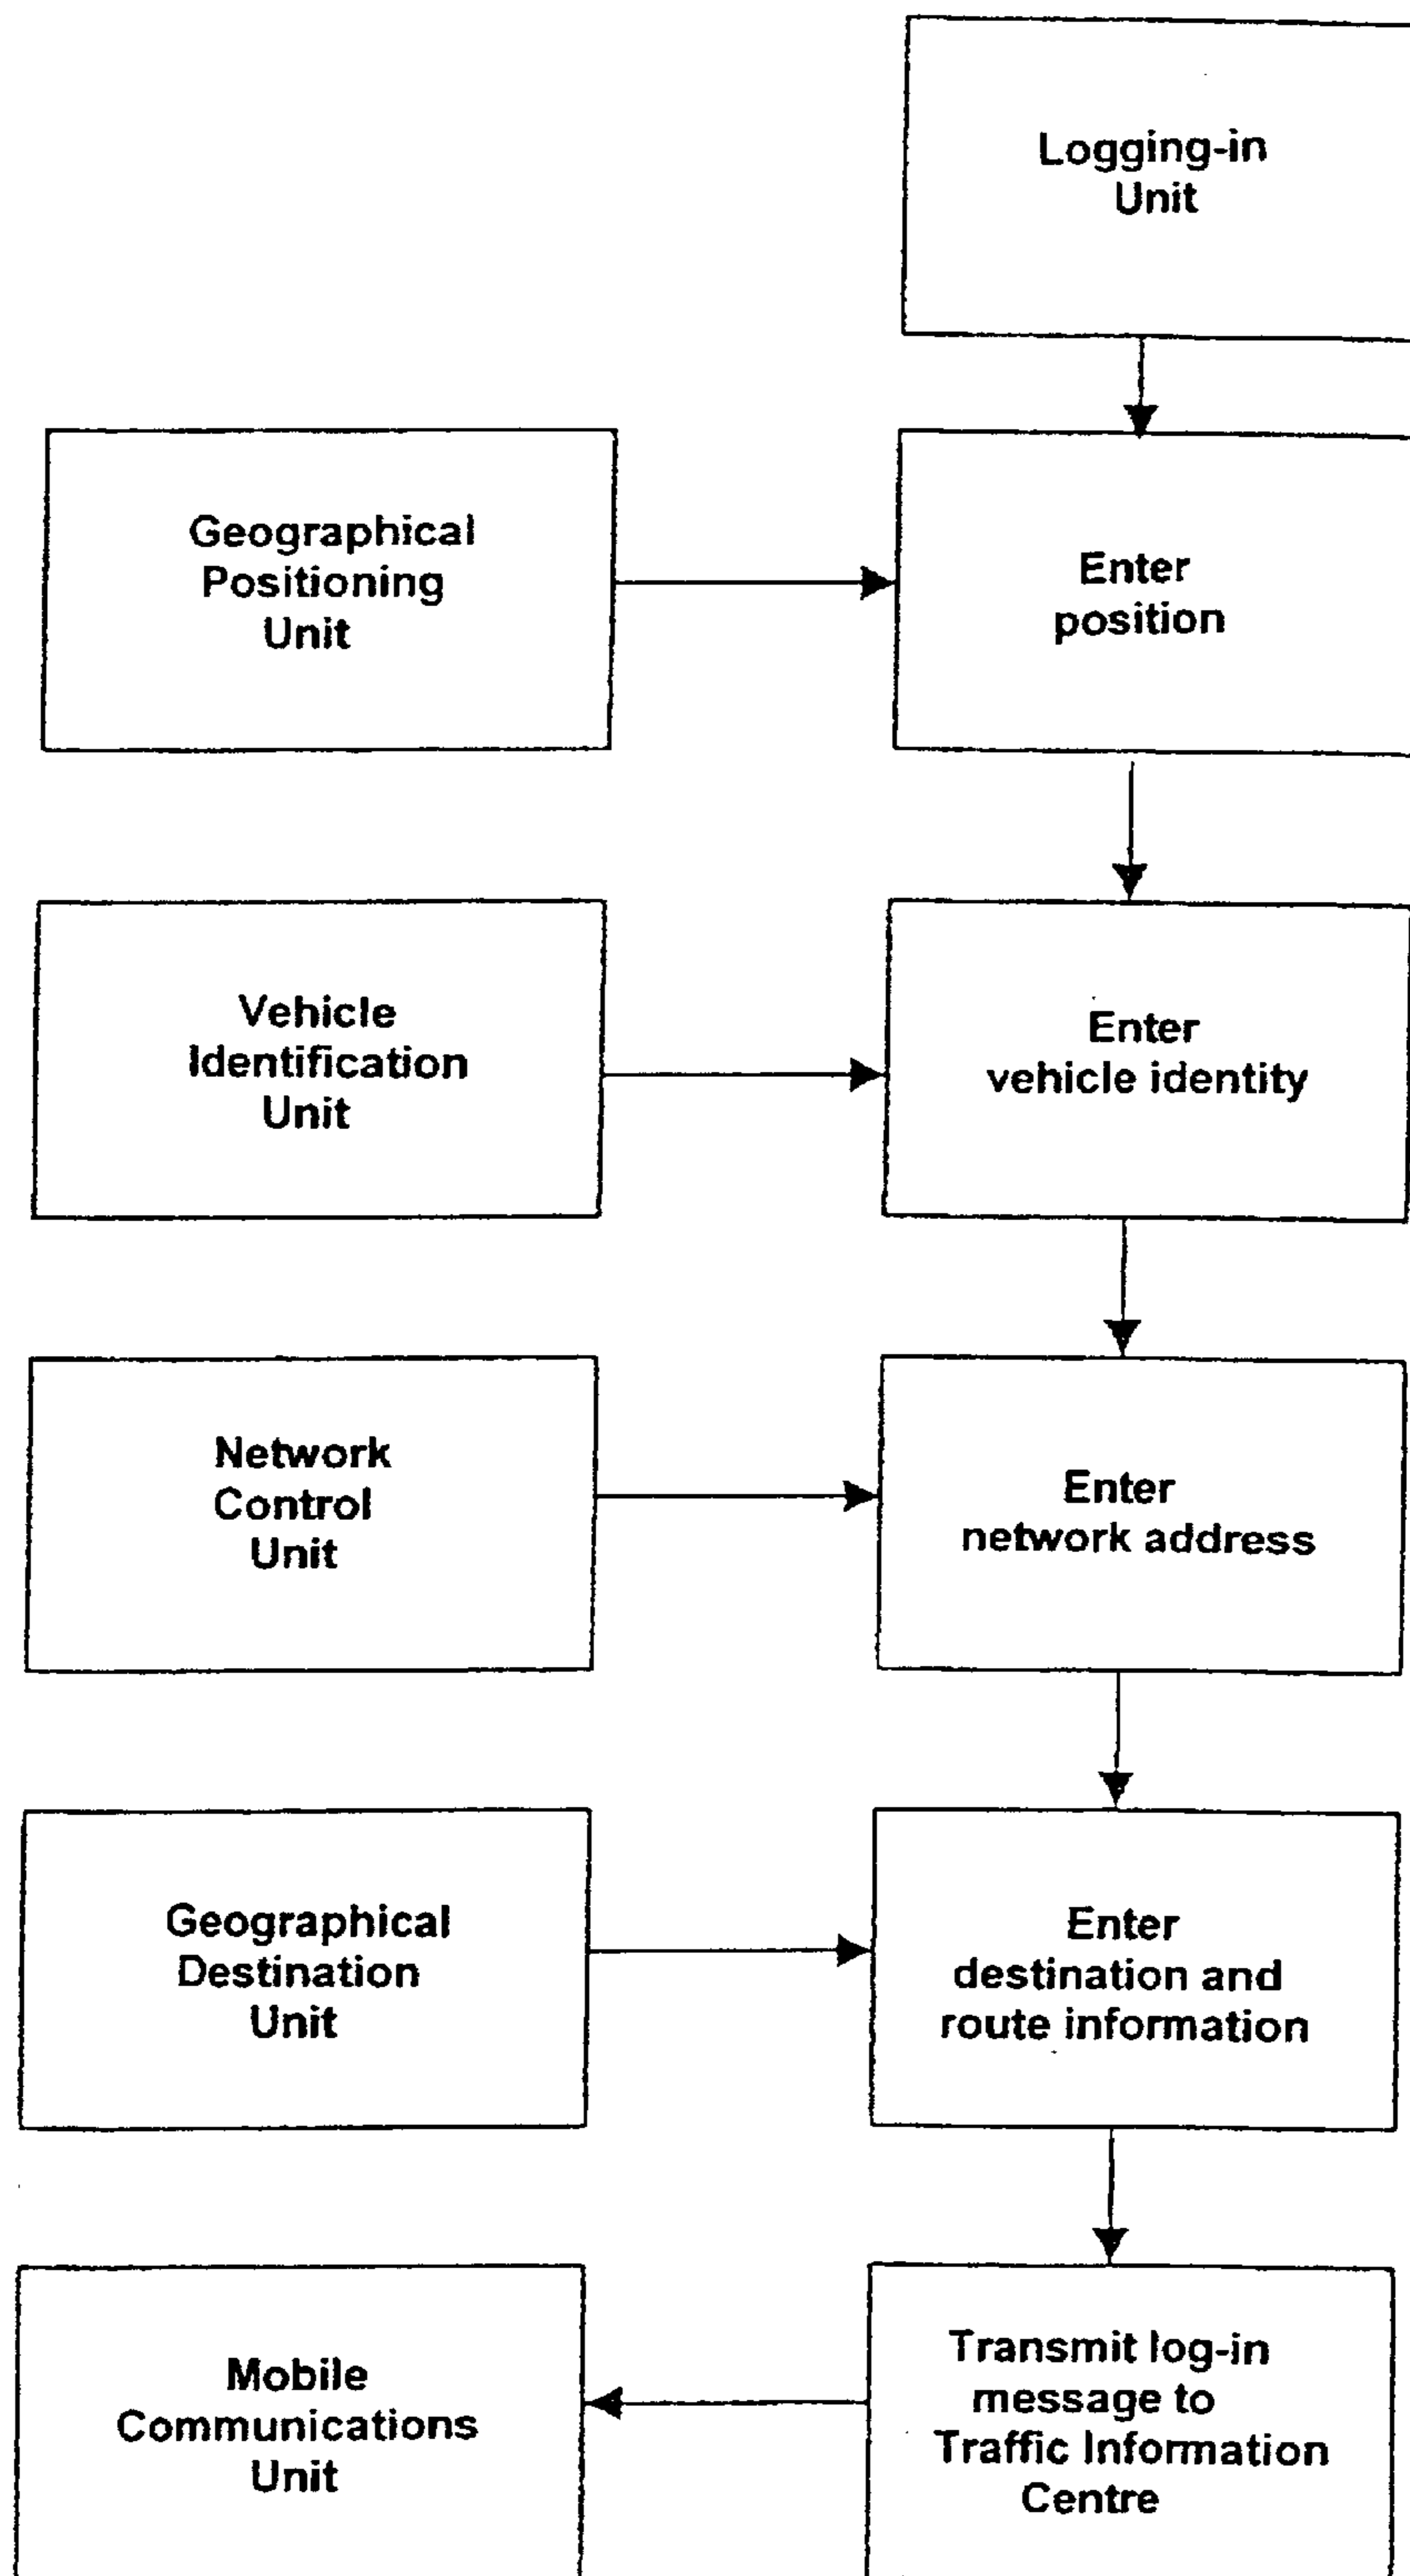 Logging-in
Unit
Geographical
Positioning
Unit
Enter
position
Vehicle
Identification
Unit
Enter
vehicle identity
Network
Control
Unit
Enter
network address
Geographical
Destination
Unit
Enter
destination and
route information
Mobile
Communications
Unit
Transmit log-in
message to
Traffic Information
Centre